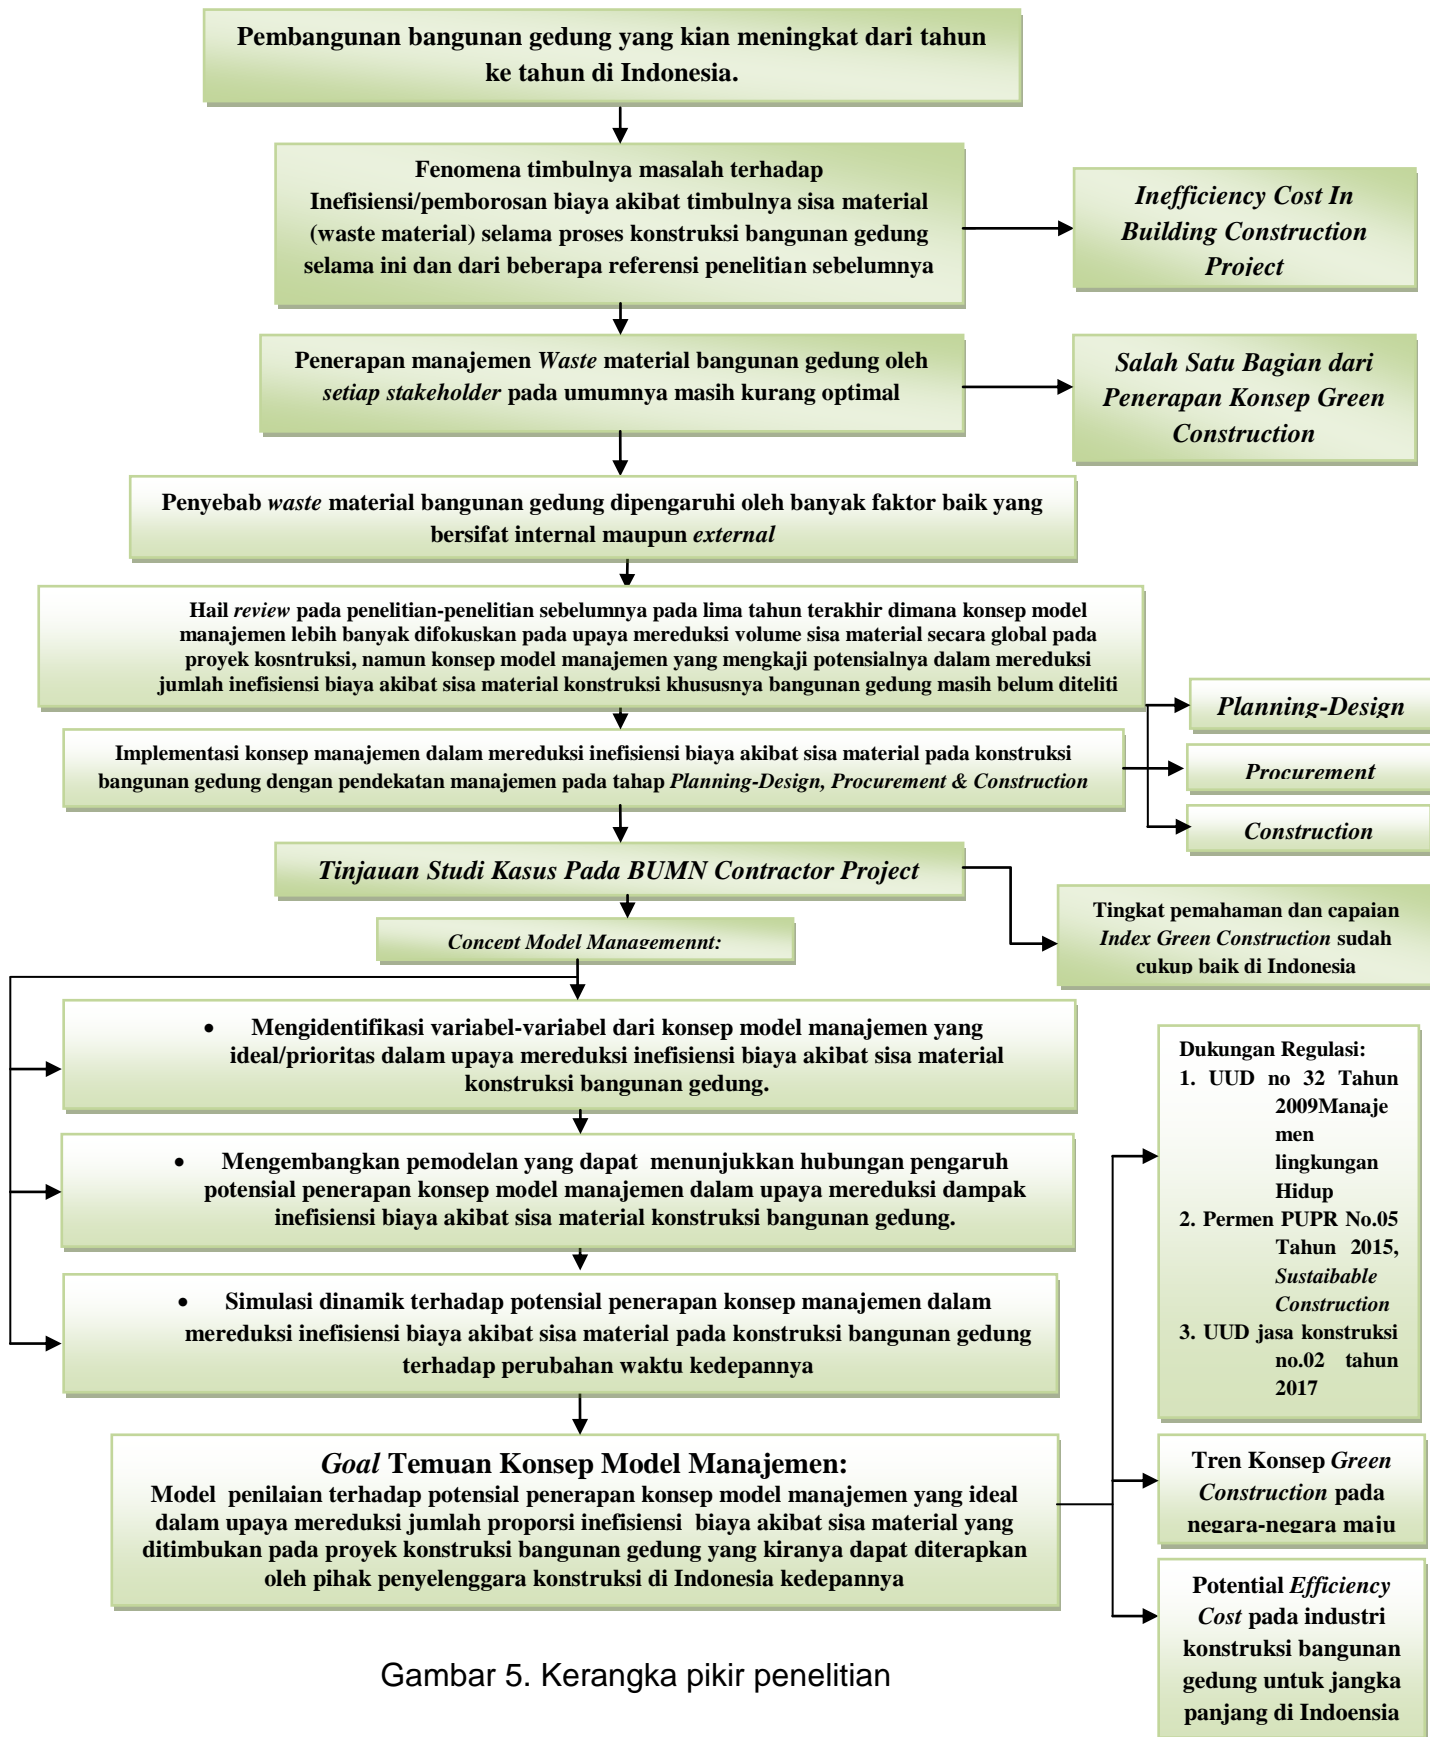 Pembangunan bangunan gedung yang kian meningkat dari tahun
ke tahun di Indonesia.
Fenomena timbulnya masalah terhadap
Inefisiensi/pemborosan biaya akibat timbulnya sisa material
(waste material) selama proses konstruksi bangunan gedung
selama ini dan dari beberapa referensi penelitian sebelumnya
Inefficiency Cost In
Building Construction
Project
Penerapan manajemen Waste material bangunan gedung oleh
setiap stakeholder pada umumnya masih kurang optimal
Salah Satu Bagian dari
Penerapan Konsep Green
Construction
Penyebab waste material bangunan gedung dipengaruhi oleh banyak faktor baik yang
bersifat internal maupun external
Hail review pada penelitian-penelitian sebelumnya pada lima tahun terakhir dimana konsep model
manajemen lebih banyak difokuskan pada upaya mereduksi volume sisa material secara global pada
proyek kosntruksi, namun konsep model manajemen yang mengkaji potensialnya dalam mereduksi
jumlah inefisiensi biaya akibat sisa material konstruksi khususnya bangunan gedung masih belum diteliti
Planning-Design
Implementasi konsep manajemen dalam mereduksi inefisiensi biaya akibat sisa material pada konstruksi
bangunan gedung dengan pendekatan manajemen pada tahap Planning-Design, Procurement & Construction
Procurement
Construction
Tinjauan Studi Kasus Pada BUMN Contractor Project
Tingkat pemahaman dan capaian
Index Green Construction sudah
cukup baik di Indonesia
Concept Model Managemennt:
• Mengidentifikasi variabel-variabel dari konsep model manajemen yang
ideal/prioritas dalam upaya mereduksi inefisiensi biaya akibat sisa material
konstruksi bangunan gedung.
• Mengembangkan pemodelan yang dapat menunjukkan hubungan pengaruh
potensial penerapan konsep model manajemen dalam upaya mereduksi dampak
inefisiensi biaya akibat sisa material konstruksi bangunan gedung.
• Simulasi dinamik terhadap potensial penerapan konsep manajemen dalam
mereduksi inefisiensi biaya akibat sisa material pada konstruksi bangunan gedung
terhadap perubahan waktu kedepannya
Dukungan Regulasi:
1. UUD no 32 Tahun
2009Manaje
men
lingkungan
Hidup
2. Permen PUPR No.05
Tahun 2015,
Sustaibable
Construction
3. UUD jasa konstruksi
no.02 tahun
2017
Goal Temuan Konsep Model Manajemen:
Model penilaian terhadap potensial penerapan konsep model manajemen yang ideal
dalam upaya mereduksi jumlah proporsi inefisiensi biaya akibat sisa material yang
ditimbukan pada proyek konstruksi bangunan gedung yang kiranya dapat diterapkan
oleh pihak penyelenggara konstruksi di Indonesia kedepannya
Tren Konsep Green
Construction pada
negara-negara maju
Potential Efficiency
Cost pada industri
konstruksi bangunan
gedung untuk jangka
panjang di Indoensia
Gambar 5. Kerangka pikir penelitian